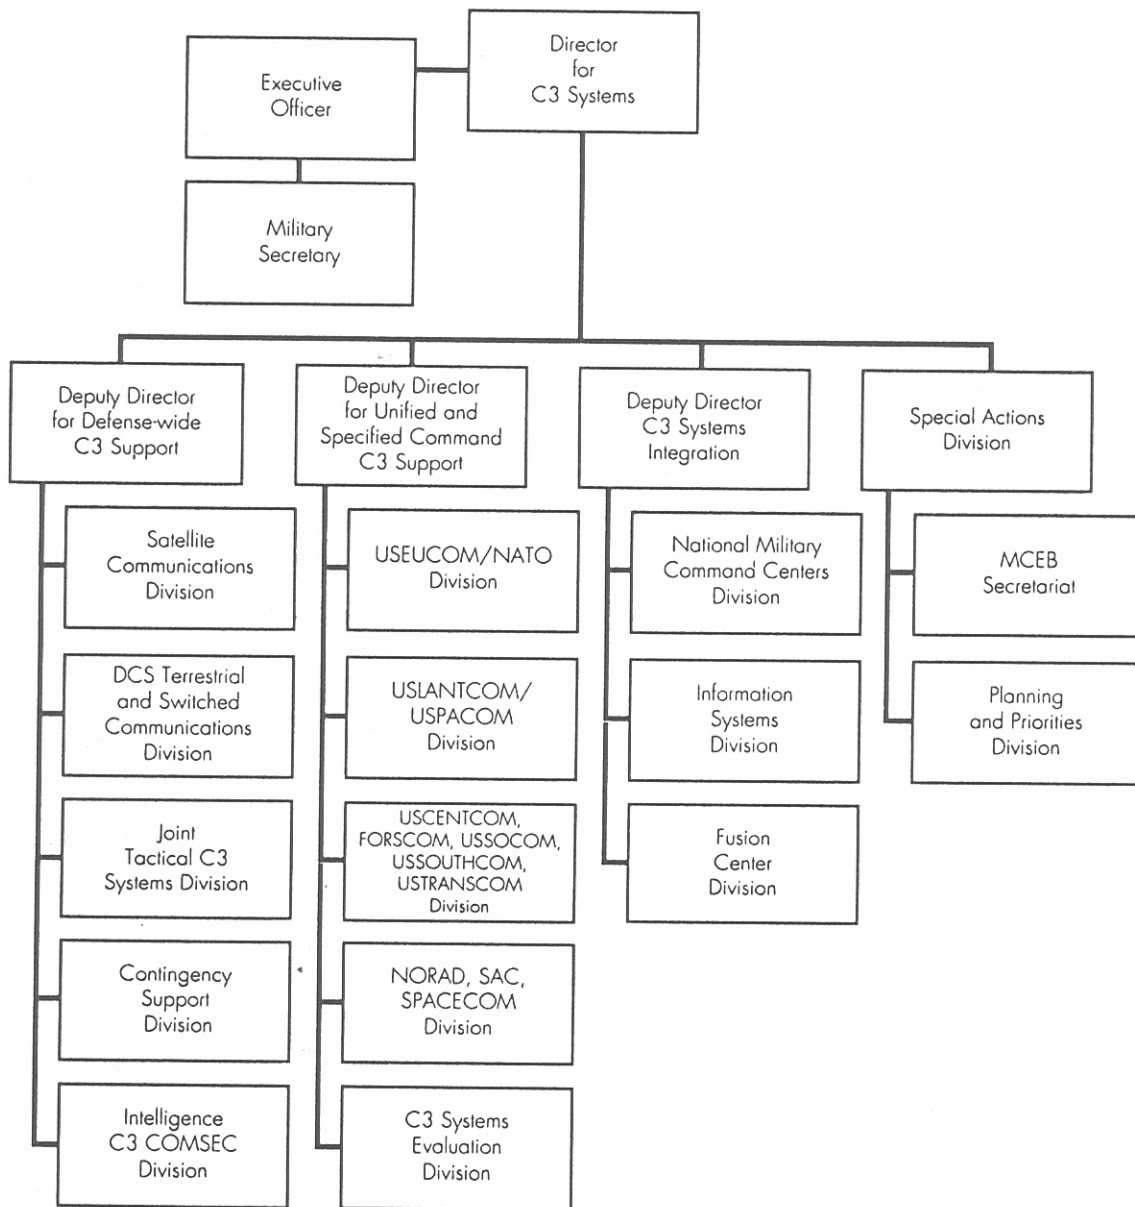 Director
for
C3 Systems
Executive
Officer
Military
Secretary
Deputy Director
for Defense-wide
C3 Support
Deputy Director
for Unified and
Specified Command
C3 Support
Deputy Director
C3 Systems
Integration
Special Actions
Division
Satellite
Communications
Division
DCS Terrestrial
and Switched
Communications
Division
Joint
Tactical C3
Systems Division
Contingency
Support
Division
Intelligence
C3 COMSEC
Division
USEUCOM/NATO
Division
USLANTCOM/
USPACOM
Division
USCENTCOM,
FORSCOM, USSOCOM,
USSOUTHCOM,
USTRANSCOM
Division
NORAD, SAC,
SPACECOM
Division
C3 Systems
Evaluation
Division
National Military
Command Centers
Division
Information
Systems
Division
Fusion
Center
Division
MCEB
Secretariat
Planning
and Priorities
Division